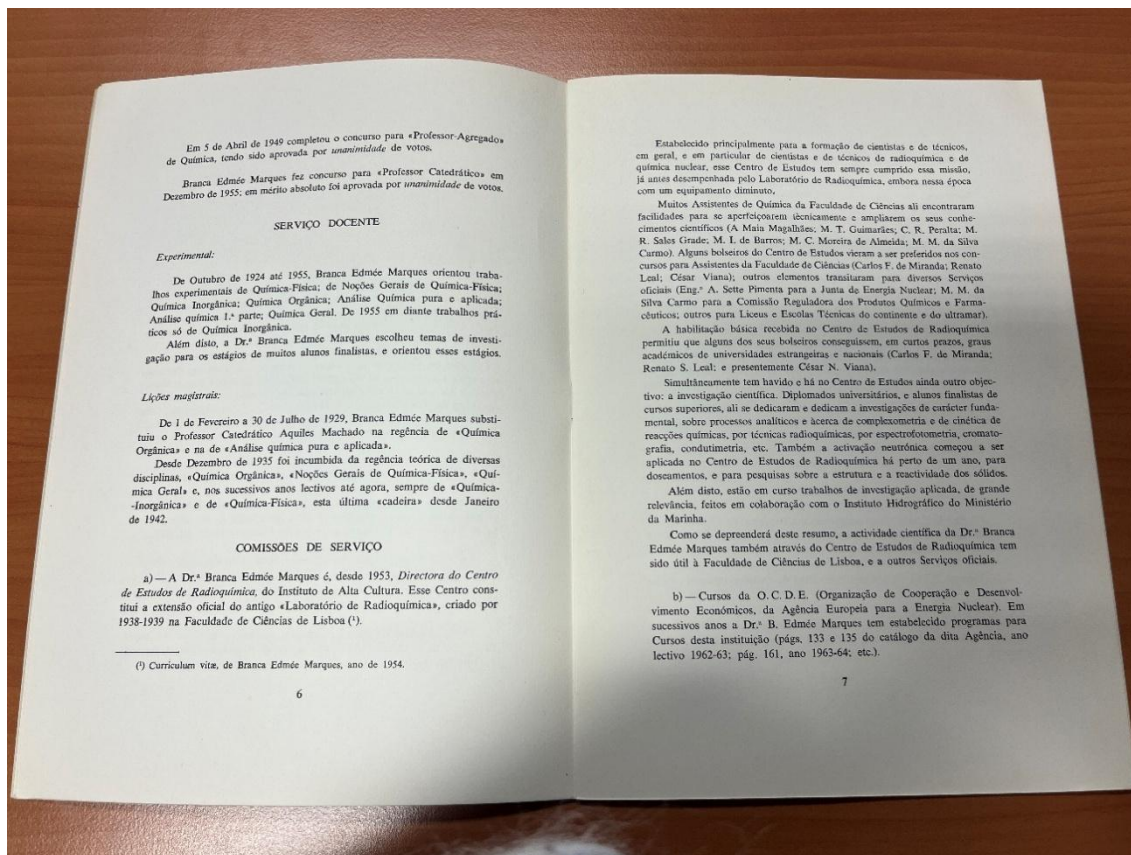 Em 5 de Abril de 1949 completou o concurso para «Professor-Agregado»
de Química, tendo sido aprovada por unanimidade de votos.
Branca Edmée Marques fez concurso para «Professor Catedrático» em
Dezembro de 1955; em mérito absoluto foi aprovada por unanimidade de votos.
SERVIÇO DOCENTE
Experimental:
De Outubro de 1924 até 1955, Branca Edmée Marques orientou traba-
lhos experimentais de Química-Física; de Noções Gerais de Química-Física;
Química Inorgânica; Química Orgânica; Análise Química pura e aplicada;
Análise química 1.ª parte; Química Geral. De 1955 em diante trabalhos prá-
ticos só de Química Inorgânica.
Além disto, a Dr.ª Branca Edmée Marques escolheu temas de investi-
gação para os estágios de muitos alunos finalistas, e orientou esses estágios.
Lições magistrais:
De 1 de Fevereiro a 30 de Julho de 1929, Branca Edmée Marques substi-
tuiu o Professor Catedrático Aquiles Machado na regência de «Química
Orgânica» e na de «Análise química pura e aplicada».
Desde Dezembro de 1935 foi incumbida da regência teórica de diversas
disciplinas, «Química Orgânica», «Noções Gerais de Química-Física», «Quí-
mica Geral» e, nos sucessivos anos lectivos até agora, sempre de «Química-
-Inorgânica» e de «Química-Física», esta última «cadeira» desde Janeiro
de 1942.
COMISSÕES DE SERVIÇO
a) — A Dr.ª Branca Edmée Marques é, desde 1953, Directora do Centro
de Estudos de Radioquímica, do Instituto de Alta Cultura. Esse Centro cons-
titui a extensão oficial do antigo «Laboratório de Radioquímica», criado por
1938-1939 na Faculdade de Ciências de Lisboa (¹).
(¹) Curriculum vitæ, de Branca Edmée Marques, ano de 1954.
6
Estabelecido principalmente para a formação de cientistas e de técnicos,
em geral, e em particular de cientistas e de técnicos de radioquímica e de
química nuclear, esse Centro de Estudos tem sempre cumprido essa missão,
já antes desempenhada pelo Laboratório de Radioquímica, embora nessa época
com um equipamento diminuto,
Muitos Assistentes de Química da Faculdade de Ciências ali encontraram
facilidades para se aperfeiçoarem tècnicamente e ampliarem os seus conhe-
cimentos científicos (A Maia Magalhães; M. T. Guimarães; C. R. Peralta; M.
R. Sales Grade; M. I. de Barros; M. C. Moreira de Almeida; M. M. da Silva
Carmo). Alguns bolseiros do Centro de Estudos vieram a ser preferidos nos con-
cursos para Assistentes da Faculdade de Ciências (Carlos F. de Miranda; Renato
Leal; César Viana); outros elementos transitaram para diversos Serviços
oficiais (Eng.º A. Sette Pimenta para a Junta de Energia Nuclear; M. M. da
Silva Carmo para a Comissão Reguladora dos Produtos Químicos e Farma-
cêuticos; outros para Liceus e Escolas Técnicas do continente e do ultramar).
A habilitação básica recebida no Centro de Estudos de Radioquímica
permitiu que alguns dos seus bolseiros conseguissem, em curtos prazos, graus
académicos de universidades estrangeiras e nacionais (Carlos F. de Miranda;
Renato S. Leal; e presentemente César N. Viana).
Simultâneamente tem havido e há no Centro de Estudos ainda outro objec-
tivo: a investigação científica. Diplomados universitários, e alunos finalistas de
cursos superiores, ali se dedicaram e dedicam a investigações de carácter funda-
mental, sobre processos analíticos e àcerca de complexometria e de cinética de
reacções químicas, por técnicas radioquímicas, por espectrofotometria, cromato-
grafia, condutimetria, etc. Também a activação neutrónica começou a ser
aplicada no Centro de Estudos de Radioquímica há perto de um ano, para
doseamentos, e para pesquisas sobre a estrutura e a reactividade dos sólidos.
Além disto, estão em curso trabalhos de investigação aplicada, de grande
relevância, feitos em colaboração com o Instituto Hidrográfico do Ministério
da Marinha.
Como se depreenderá deste resumo, a actividade científica da Dr.ª Branca
Edmée Marques também através do Centro de Estudos de Radioquímica tem
sido útil à Faculdade de Ciências de Lisboa, e a outros Serviços oficiais.
b) — Cursos da O. C. D. E. (Organização de Cooperação e Desenvol-
vimento Económicos, da Agência Europeia para a Energia Nuclear). Em
sucessivos anos a Dr.ª B. Edmée Marques tem estabelecido programas para
Cursos desta instituição (págs. 133 e 135 do catálogo da dita Agência, ano
lectivo 1962-63; pág. 161, ano 1963-64; etc.).
7